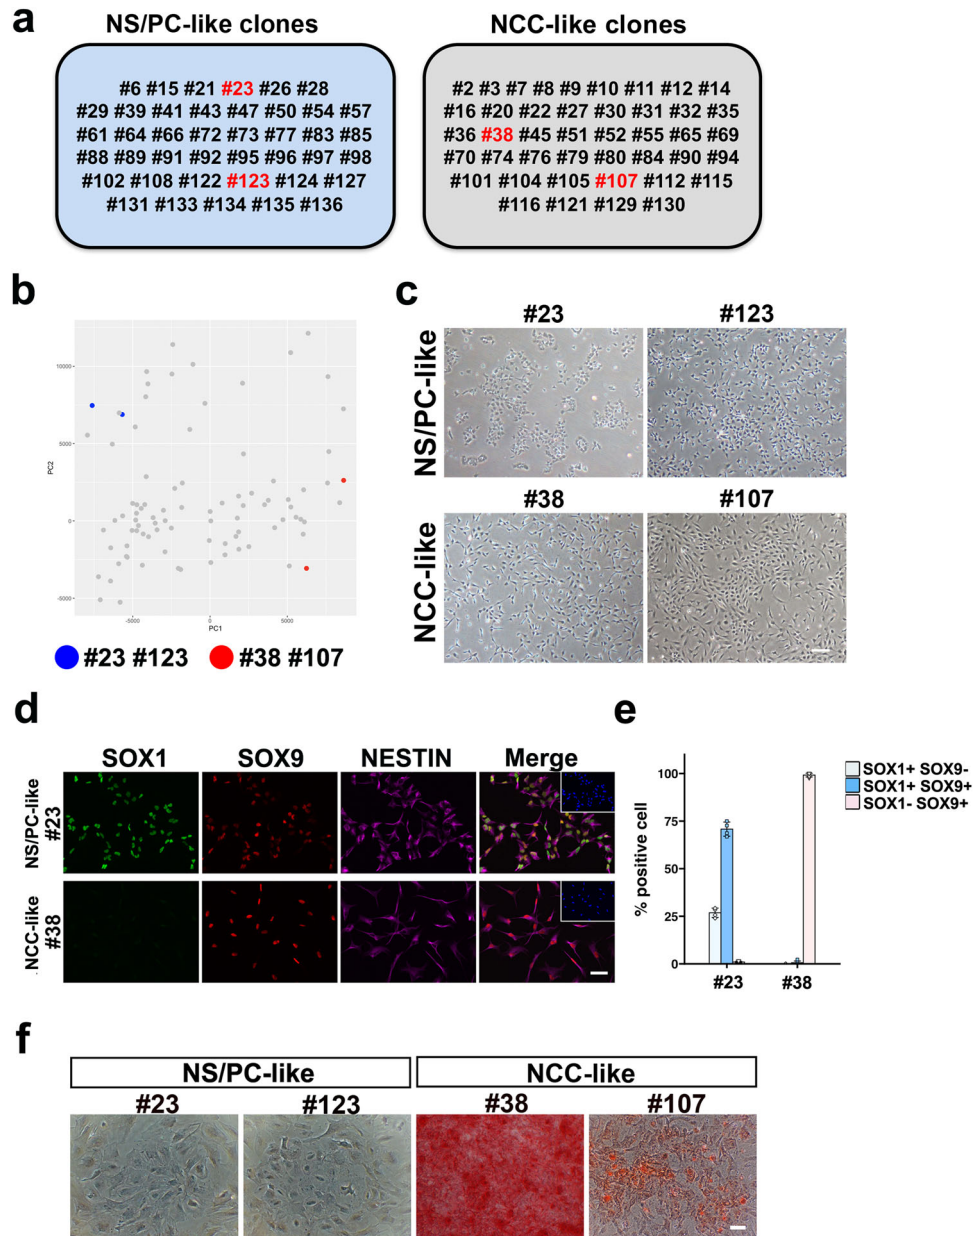 a
NS/PC-like clones
#6 #15 #21 #23 #26 #28
#29 #39 #41 #43 #47 #50 #54 #57
#61 #64 #66 #72 #73 #77 #83 #85
#88 #89 #91 #92 #95 #96 #97 #98
#102 #108 #122 #123 #124 #127
#131 #133 #134 #135 #136
NCC-like clones
#2 #3 #7 #8 #9 #10 #11 #12 #14
#16 #20 #22 #27 #30 #31 #32 #35
#36 #38 #45 #51 #52 #55 #65 #69
#70 #74 #76 #79 #80 #84 #90 #94
#101 #104 #105 #107 #112 #115
#116 #121 #129 #130
b
PC2
10000
5000
0
-5000
-5000 0 5000
PC1
#23 #123 #38 #107
c
#23 #123
NS/PC-like
#38 #107
NCC-like
d
SOX1 SOX9 NESTIN Merge
NS/PC-like
#23
NCC-like
#38
e
% positive cell
100
75
50
25
0
#23 #38
SOX1+ SOX9-
SOX1+ SOX9+
SOX1- SOX9+
f
NS/PC-like NCC-like
#23 #123 #38 #107